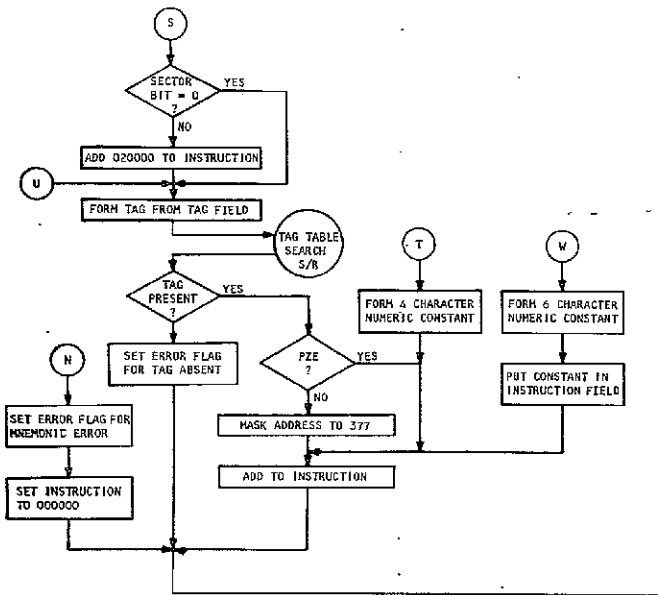 S
SECTOR
BIT = 0
?
YES
NO
ADD 020000 TO INSTRUCTION
U
FORM TAG FROM TAG FIELD
TAG TABLE
SEARCH
S/R
T
W
TAG
PRESENT
?
YES
FORM 4 CHARACTER
NUMERIC CONSTANT
FORM 6 CHARACTER
NUMERIC CONSTANT
N
SET ERROR FLAG
FOR TAG ABSENT
PZE
?
YES
NO
PUT CONSTANT IN
INSTRUCTION FIELD
SET ERROR FLAG FOR
MNEMONIC ERROR
MASK ADDRESS TO 377
SET INSTRUCTION
TO 000000
ADD TO INSTRUCTION